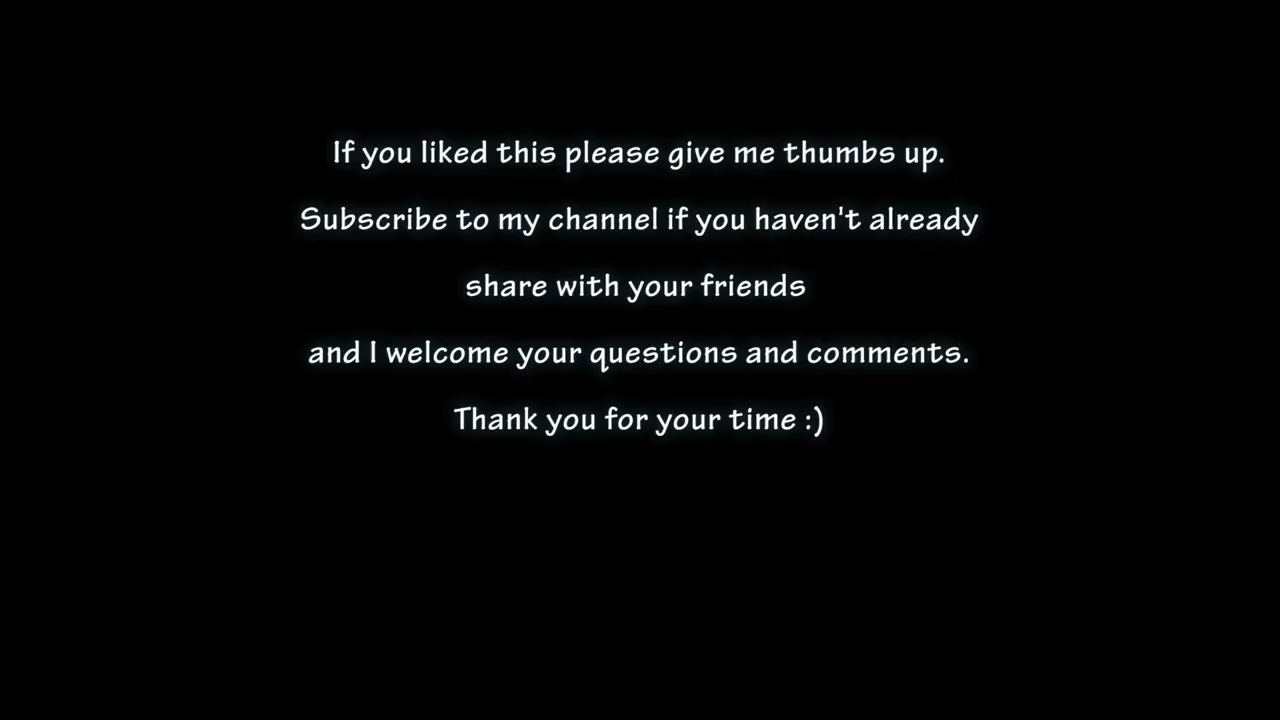 If you liked this please give me thumbs up.
Subscribe to my channel if you haven't already
share with your friends
and I welcome your questions and comments.
Thank you for your time :)